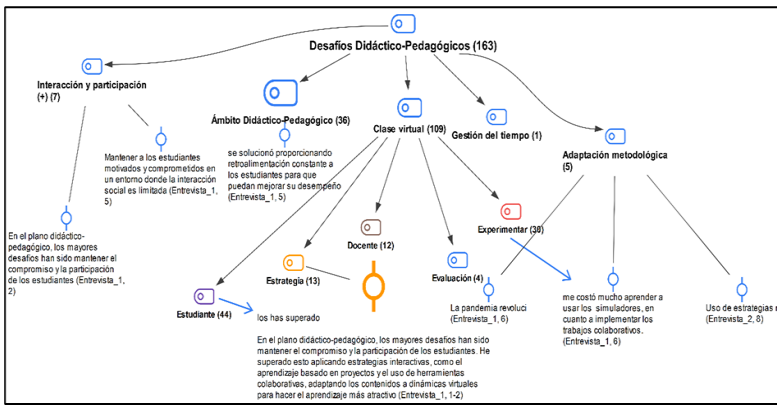 Desafíos Didáctico-Pedagógicos (163)
Interacción y participación
(+) (7)
Ámbito Didáctico-Pedagógico (36)
Clase virtual (109)
Gestión del tiempo (1)
Adaptación metodológica
(5)
Mantener a los estudiantes
motivados y comprometidos en
un entorno donde la interacción
social es limitada (Entrevista_1,
5)
se solucionó proporcionando
retroalimentación constante a
los estudiantes para que
puedan mejorar su desempeño
(Entrevista_1, 5)
En el plano didáctico-
pedagógico, los mayores
desafíos han sido mantener el
compromiso y la participación
de los estudiantes (Entrevista_1,
2)
Docente (12)
Experimentar (30)
Estrategia (13)
Evaluación (4)
Estudiante (44)
los has superado
La pandemia revoluci
(Entrevista_1, 6)
me costó mucho aprender a
usar los simuladores, en
cuanto a implementar los
trabajos colaborativos.
(Entrevista_1, 6)
Uso de estrategias r
(Entrevista_2, 8)
En el plano didáctico-pedagógico, los mayores desafíos han sido
mantener el compromiso y la participación de los estudiantes. He
superado esto aplicando estrategias interactivas, como el
aprendizaje basado en proyectos y el uso de herramientas
colaborativas, adaptando los contenidos a dinámicas virtuales
para hacer el aprendizaje más atractivo (Entrevista_1, 1-2)